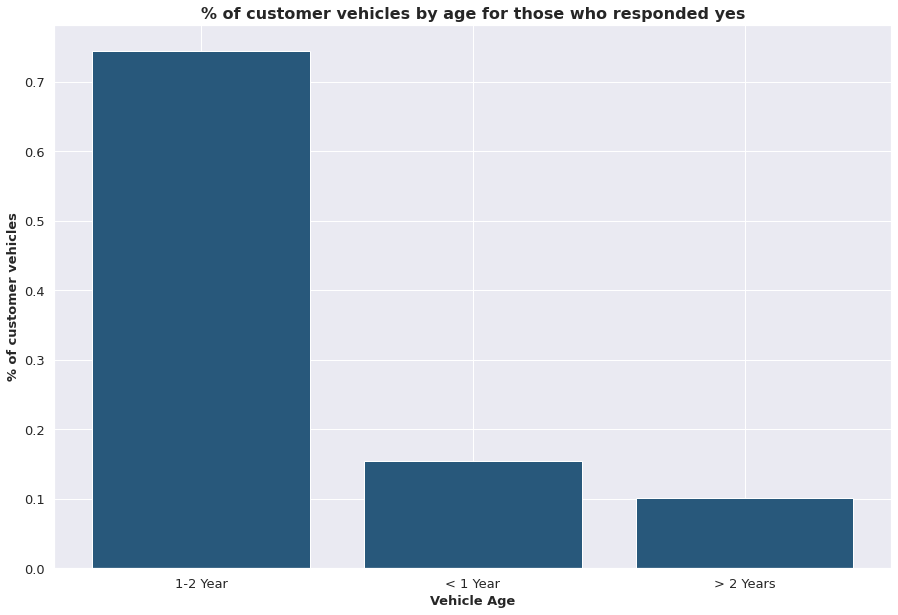 % of customer vehicles by age for those who responded yes
% of customer vehicles
0.7
0.6
0.5
0.4
0.3
0.2
0.1
0.0
1-2 Year
< 1 Year
> 2 Years
Vehicle Age